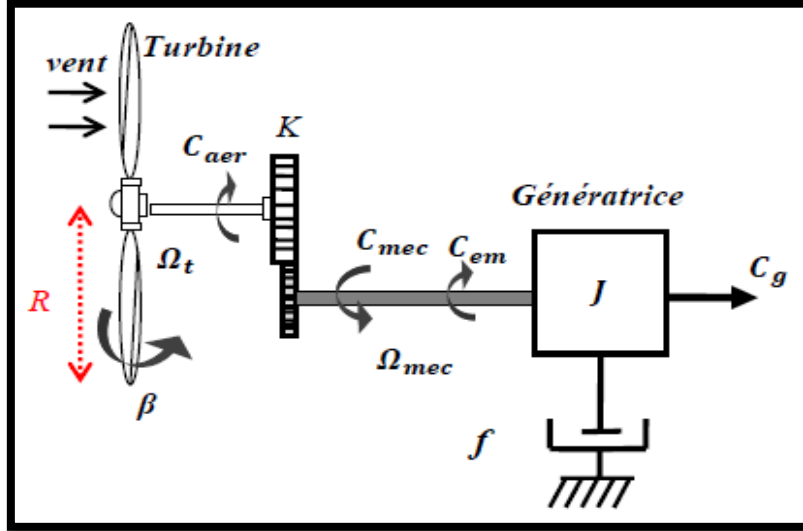 Turbine
vent
K
C_aer
Génératrice
C_mec
C_em
C_g
Ω_t
R
J
Ω_mec
β
f